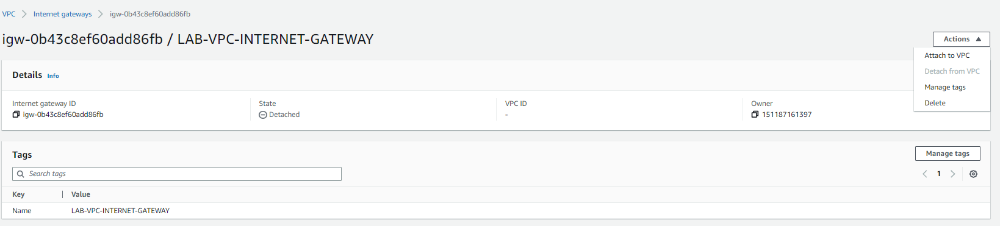 VPC > Internet gateways > igw-0b43c8ef60add86fb
igw-0b43c8ef60add86fb / LAB-VPC-INTERNET-GATEWAY
Actions
Attach to VPC
Detach from VPC
Manage tags
Delete
Details Info
Internet gateway ID
igw-0b43c8ef60add86fb
State
Detached
VPC ID
-
Owner
151187161397
Tags
Manage tags
Search tags
1
Key Value
Name LAB-VPC-INTERNET-GATEWAY